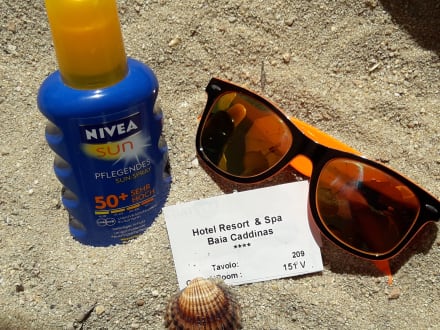 NIVEA
sun
PFLEGENDES
SUN SPRAY
50+ SEHR
HOCH
Hotel Resort & Spa
Baia Caddinas
****
Tavolo: 209
Room : 151 V